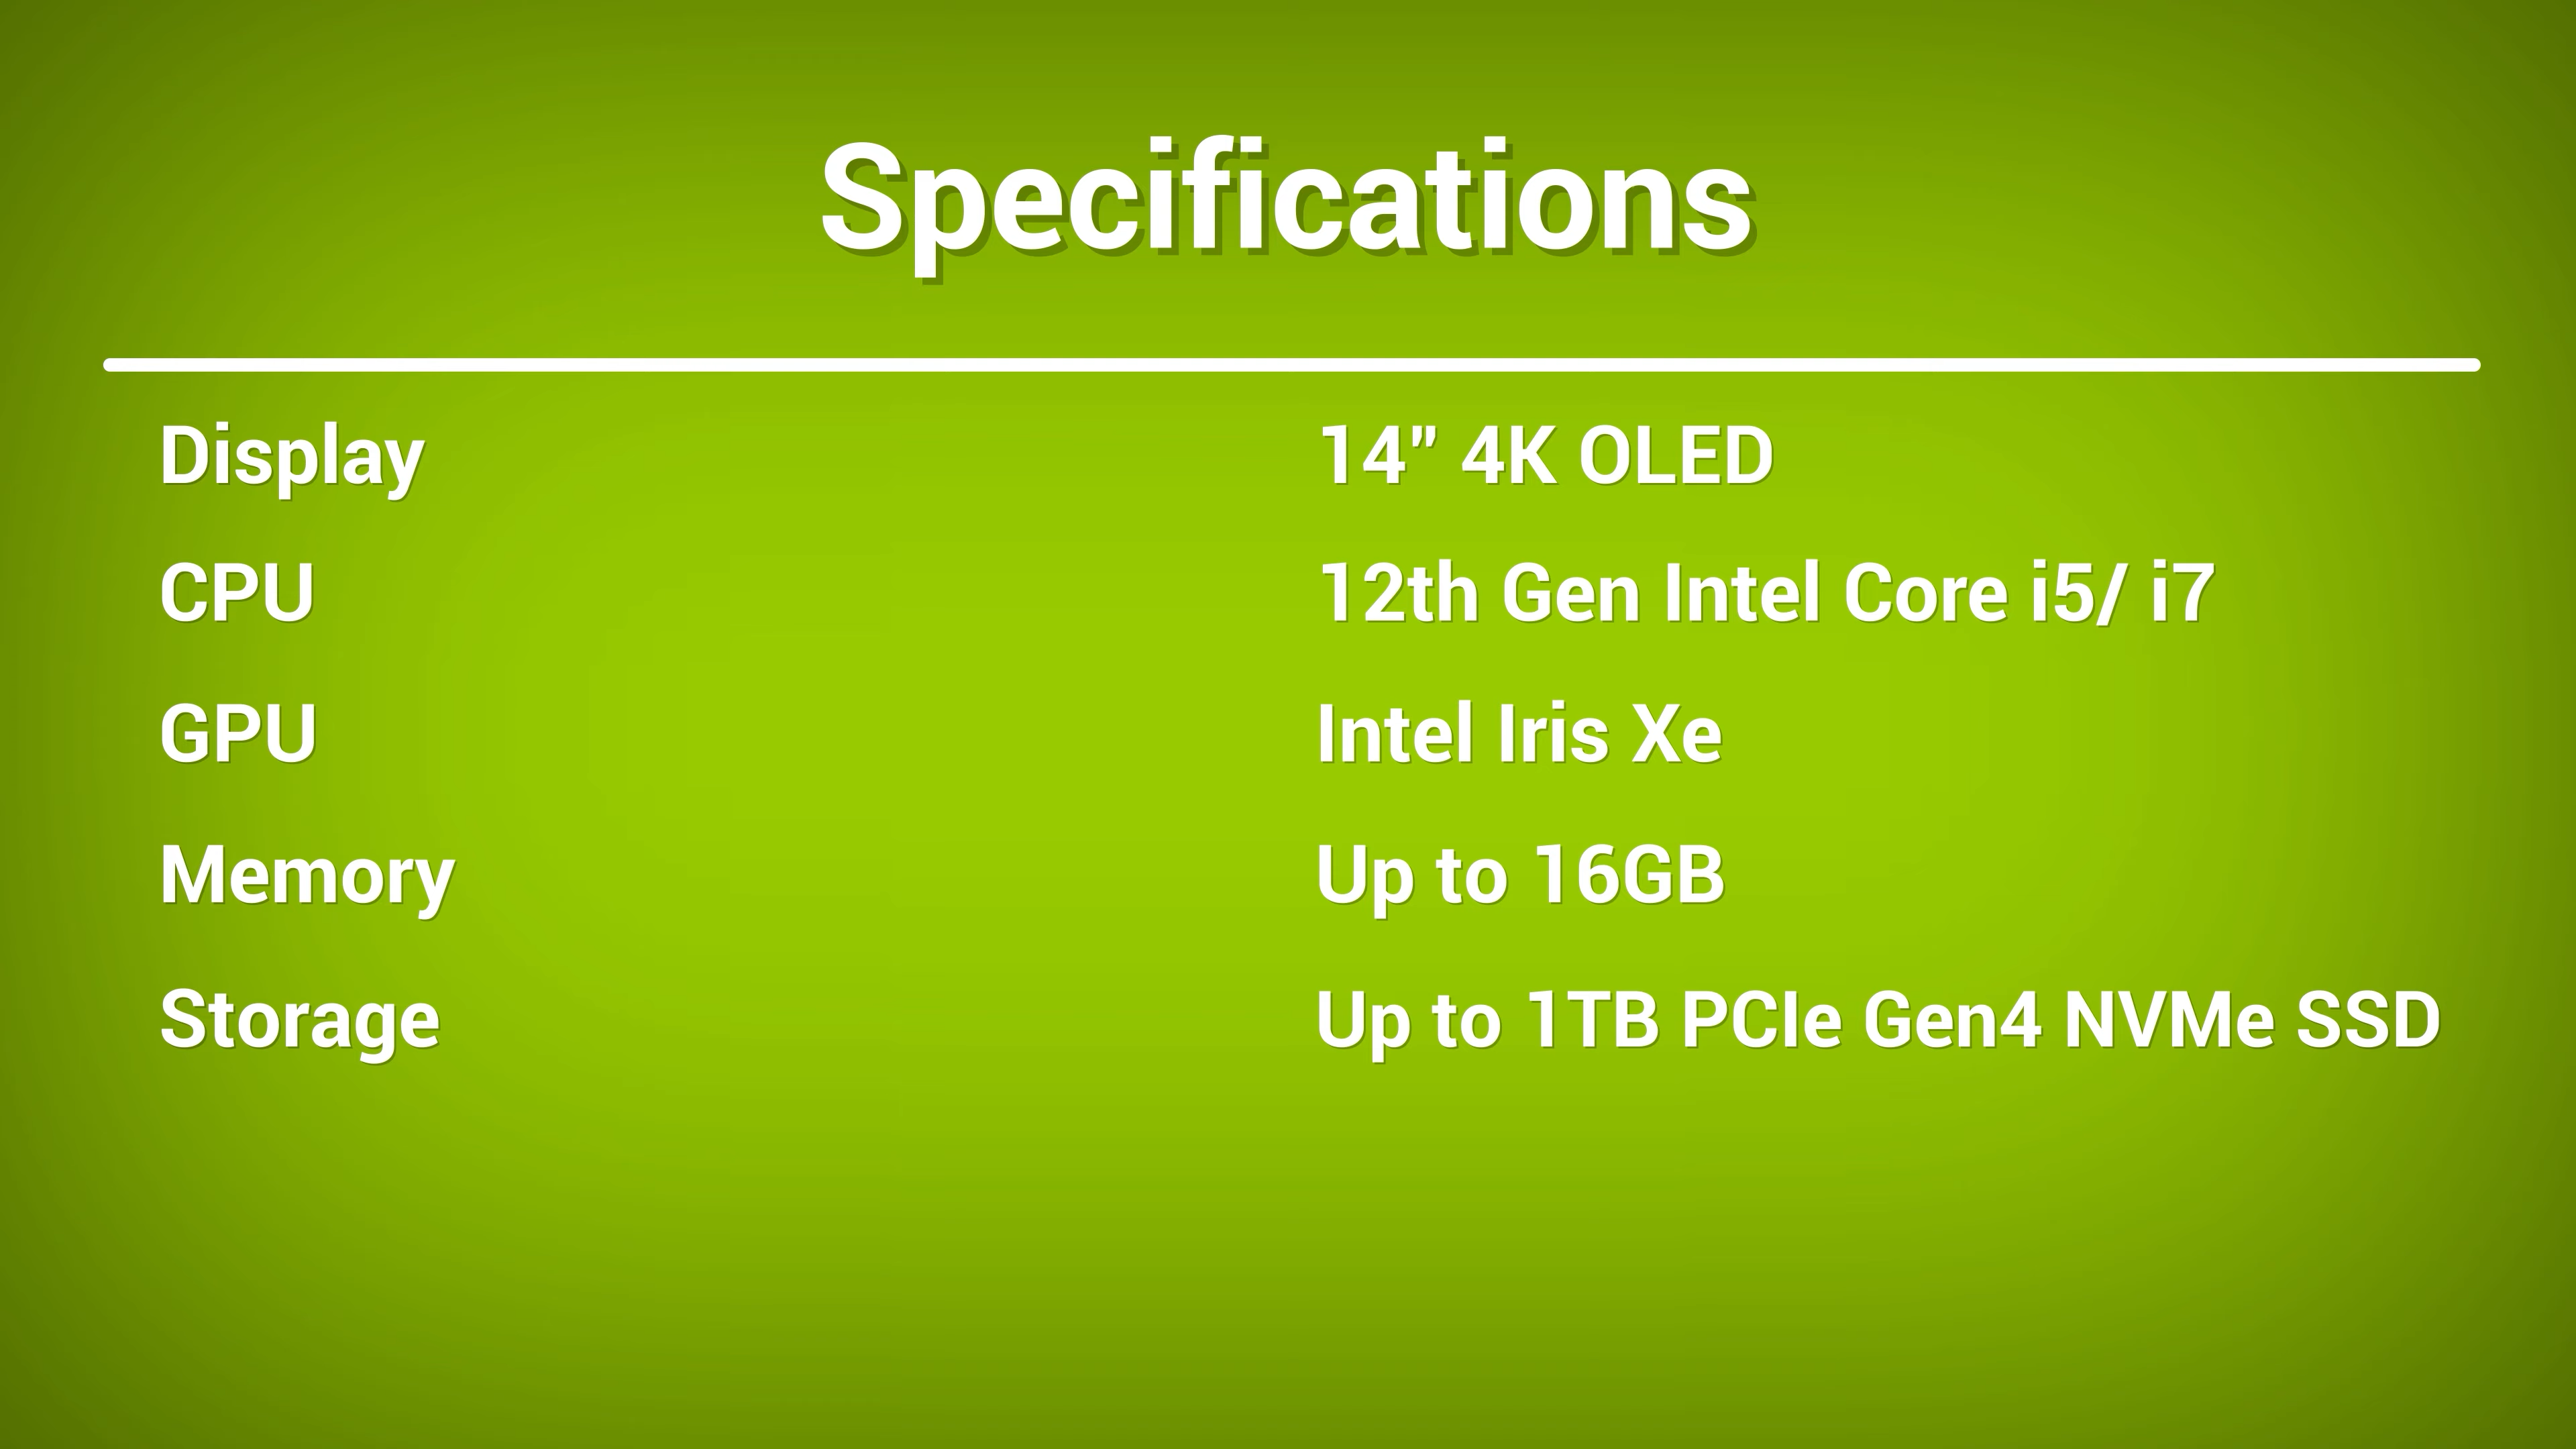 Specifications
Display 14" 4K OLED
CPU 12th Gen Intel Core i5/ i7
GPU Intel Iris Xe
Memory Up to 16GB
Storage Up to 1TB PCIe Gen4 NVMe SSD